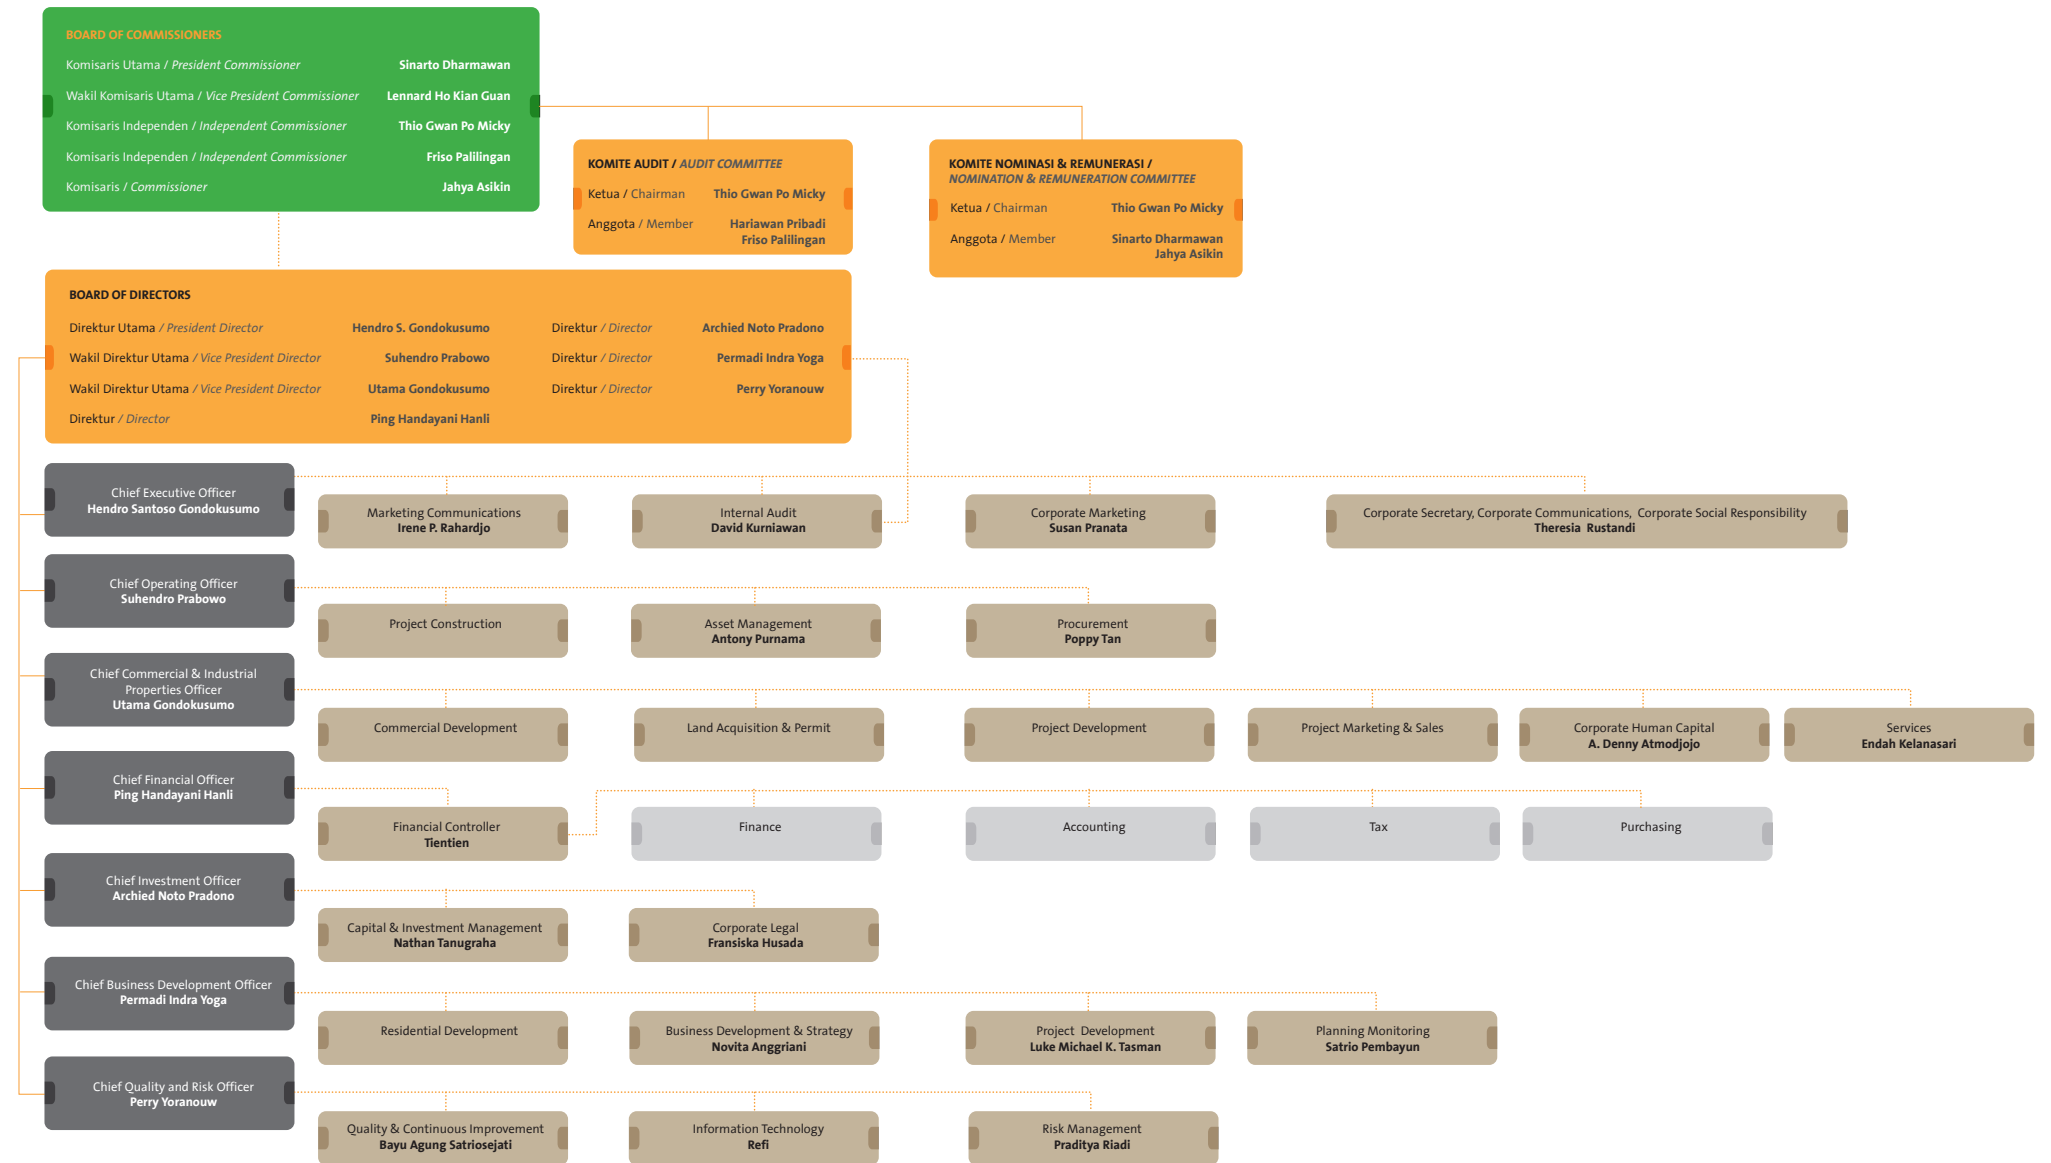 BOARD OF COMMISSIONERS
Komisaris Utama / President Commissioner Sinarto Dharmawan
Wakil Komisaris Utama / Vice President Commissioner Lennard Ho Kian Guan
Komisaris Independen / Independent Commissioner Thio Gwan Po Micky
Komisaris Independen / Independent Commissioner Friso Palilingan
Komisaris / Commissioner Jahya Asikin
KOMITE AUDIT / AUDIT COMMITTEE
Ketua / Chairman Thio Gwan Po Micky
Anggota / Member Hariawan Pribadi
Friso Palilingan
KOMITE NOMINASI & REMUNERASI /
NOMINATION & REMUNERATION COMMITTEE
Ketua / Chairman Thio Gwan Po Micky
Anggota / Member Sinarto Dharmawan
Jahya Asikin
BOARD OF DIRECTORS
Direktur Utama / President Director Hendro S. Gondokusumo Direktur / Director Archied Noto Pradono
Wakil Direktur Utama / Vice President Director Suhendro Prabowo Direktur / Director Permadi Indra Yoga
Wakil Direktur Utama / Vice President Director Utama Gondokusumo Direktur / Director Perry Yoranouw
Direktur / Director Ping Handayani Hanli
Chief Executive Officer
Hendro Santoso Gondokusumo
Marketing Communications
Irene P. Rahardjo
Internal Audit
David Kurniawan
Corporate Marketing
Susan Pranata
Corporate Secretary, Corporate Communications, Corporate Social Responsibility
Theresia Rustandi
Chief Operating Officer
Suhendro Prabowo
Project Construction
Asset Management
Antony Purnama
Procurement
Poppy Tan
Chief Commercial & Industrial
Properties Officer
Utama Gondokusumo
Commercial Development
Land Acquisition & Permit
Project Development
Project Marketing & Sales
Corporate Human Capital
A. Denny Atmodjojo
Services
Endah Kelanasari
Chief Financial Officer
Ping Handayani Hanli
Financial Controller
Tientien
Finance
Accounting
Tax
Purchasing
Chief Investment Officer
Archied Noto Pradono
Capital & Investment Management
Nathan Tanugraha
Corporate Legal
Fransiska Husada
Chief Business Development Officer
Permadi Indra Yoga
Residential Development
Business Development & Strategy
Novita Anggriani
Project Development
Luke Michael K. Tasman
Planning Monitoring
Satrio Pembayun
Chief Quality and Risk Officer
Perry Yoranouw
Quality & Continuous Improvement
Bayu Agung Satriosejati
Information Technology
Refi
Risk Management
Praditya Riadi